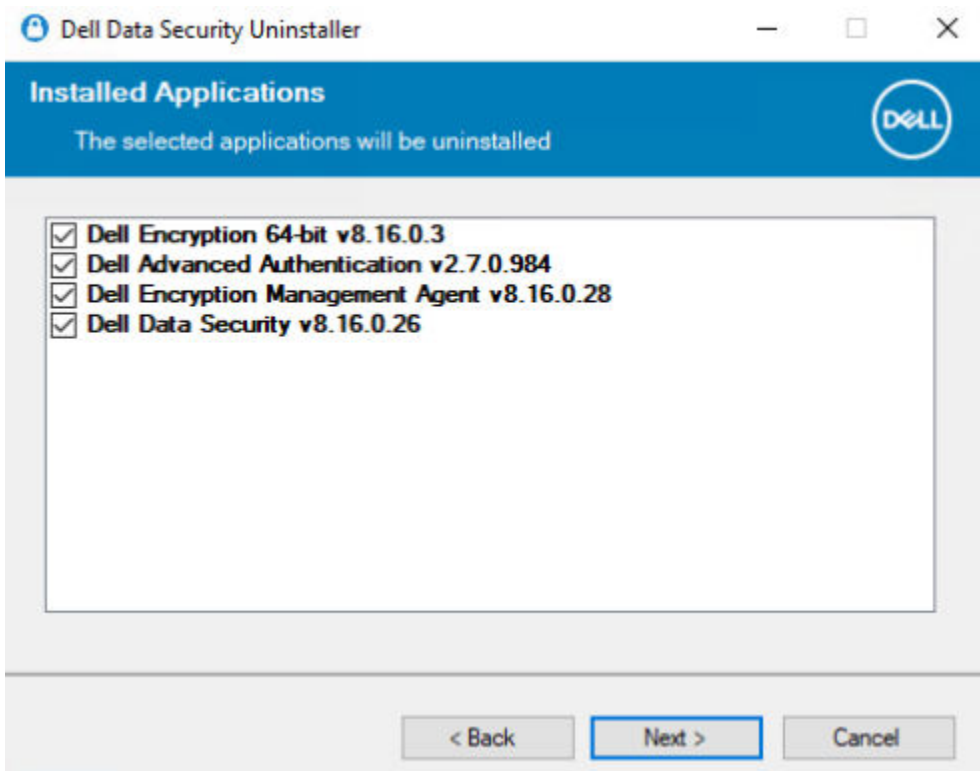 Dell Data Security Uninstaller
Installed Applications
The selected applications will be uninstalled
DELL
Dell Encryption 64-bit v8.16.0.3
Dell Advanced Authentication v2.7.0.984
Dell Encryption Management Agent v8.16.0.28
Dell Data Security v8.16.0.26
< Back Next > Cancel